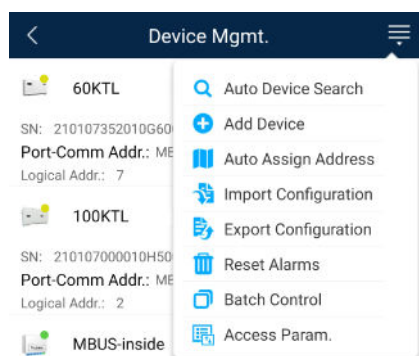 Device Mgmt.
60KTL
SN: 210107352010G60
Port-Comm Addr.: ME
Logical Addr.: 7
100KTL
SN: 210107000010H50
Port-Comm Addr.: ME
Logical Addr.: 2
MBUS-inside
Auto Device Search
Add Device
Auto Assign Address
Import Configuration
Export Configuration
Reset Alarms
Batch Control
Access Param.